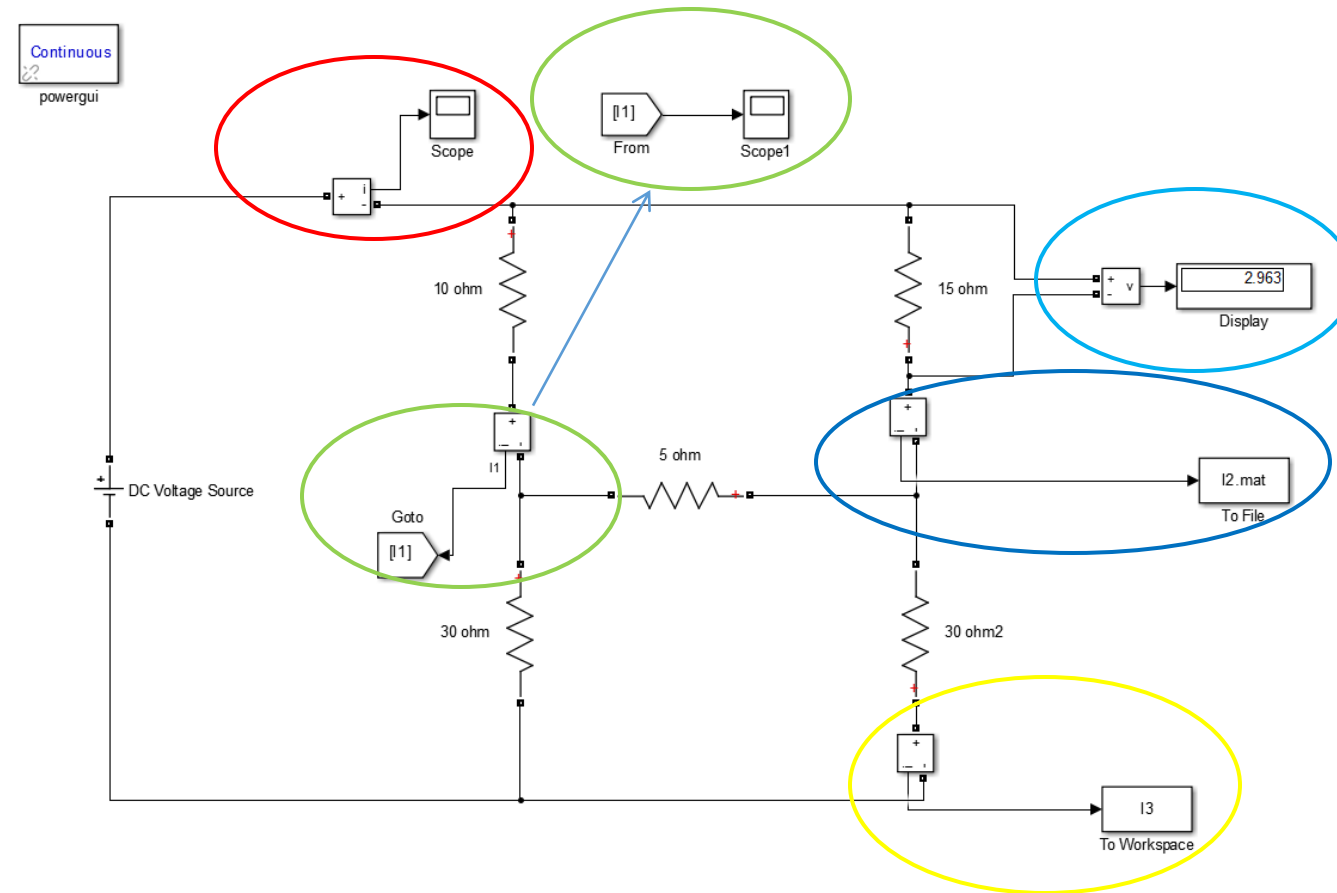 Continuous
powergui
[I1]
From
Scope1
Scope
+
i
-
+
10 ohm
+
15 ohm
+
-
v
2.963
Display
+
+
+
DC Voltage Source
I1
5 ohm
+
I2.mat
To File
Goto
[I1]
+
+
30 ohm
30 ohm2
+
+
I3
To Workspace